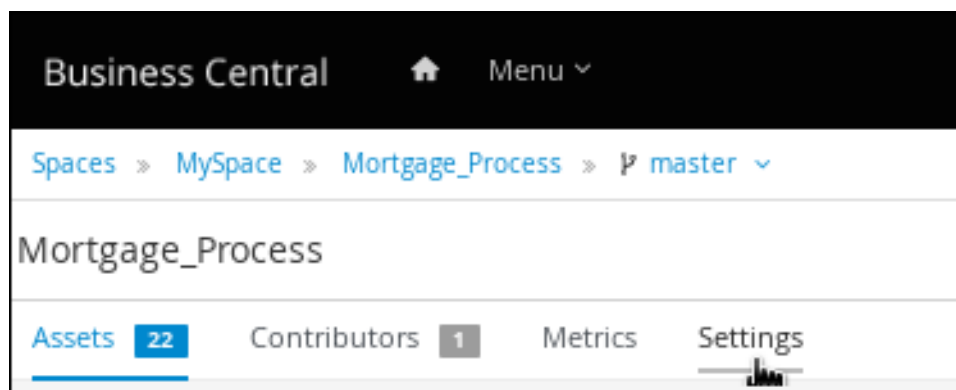 Business Central Menu
Spaces » MySpace » Mortgage_Process » master
Mortgage_Process
Assets 22 Contributors 1 Metrics Settings